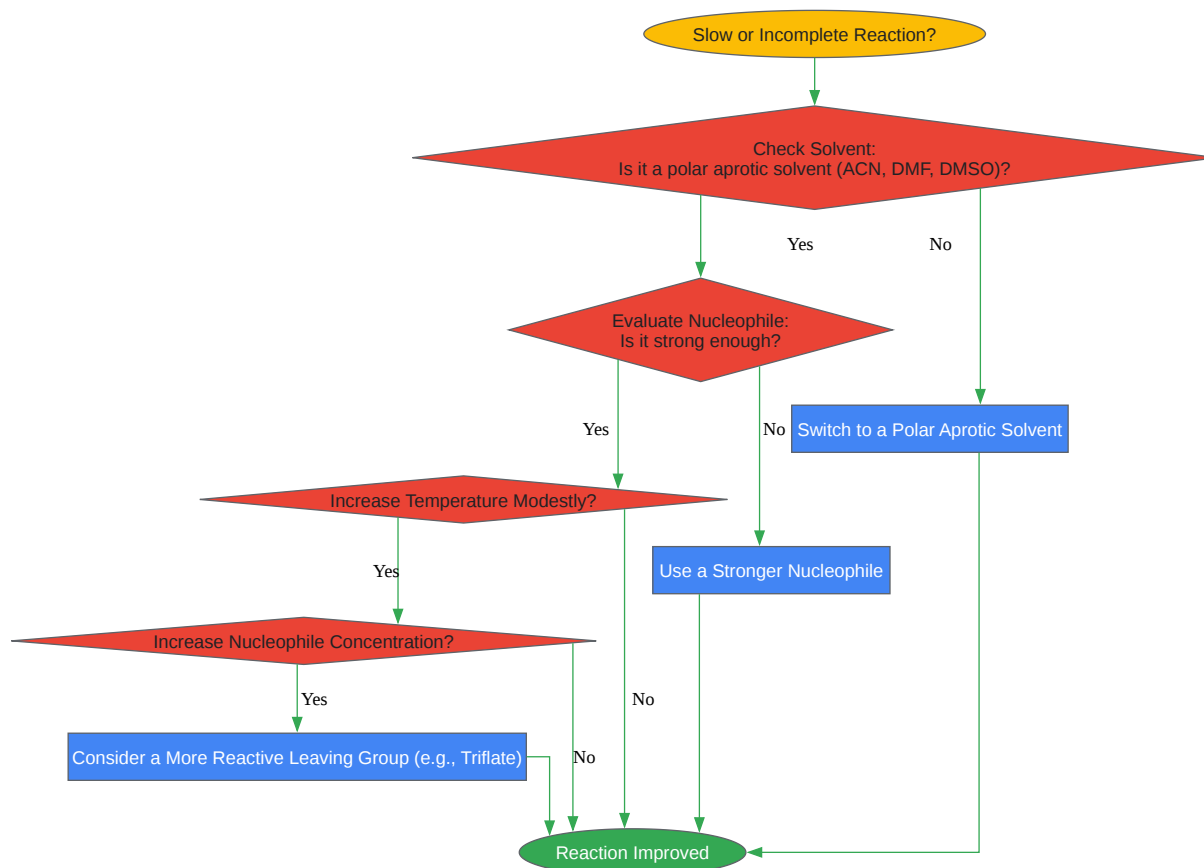 Slow or Incomplete Reaction?
Check Solvent:
Is it a polar aprotic solvent (ACN, DMF, DMSO)?
Yes
No
Evaluate Nucleophile:
Is it strong enough?
Yes
No
Switch to a Polar Aprotic Solvent
Increase Temperature Modestly?
Yes
Use a Stronger Nucleophile
Increase Nucleophile Concentration?
Yes
No
Consider a More Reactive Leaving Group (e.g., Triflate)
No
Reaction Improved